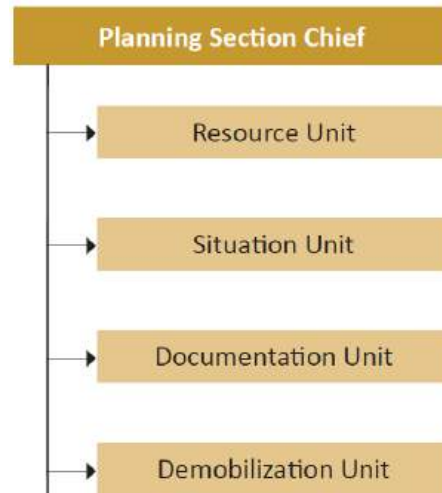 Planning Section Chief
Resource Unit
Situation Unit
Documentation Unit
Demobilization Unit